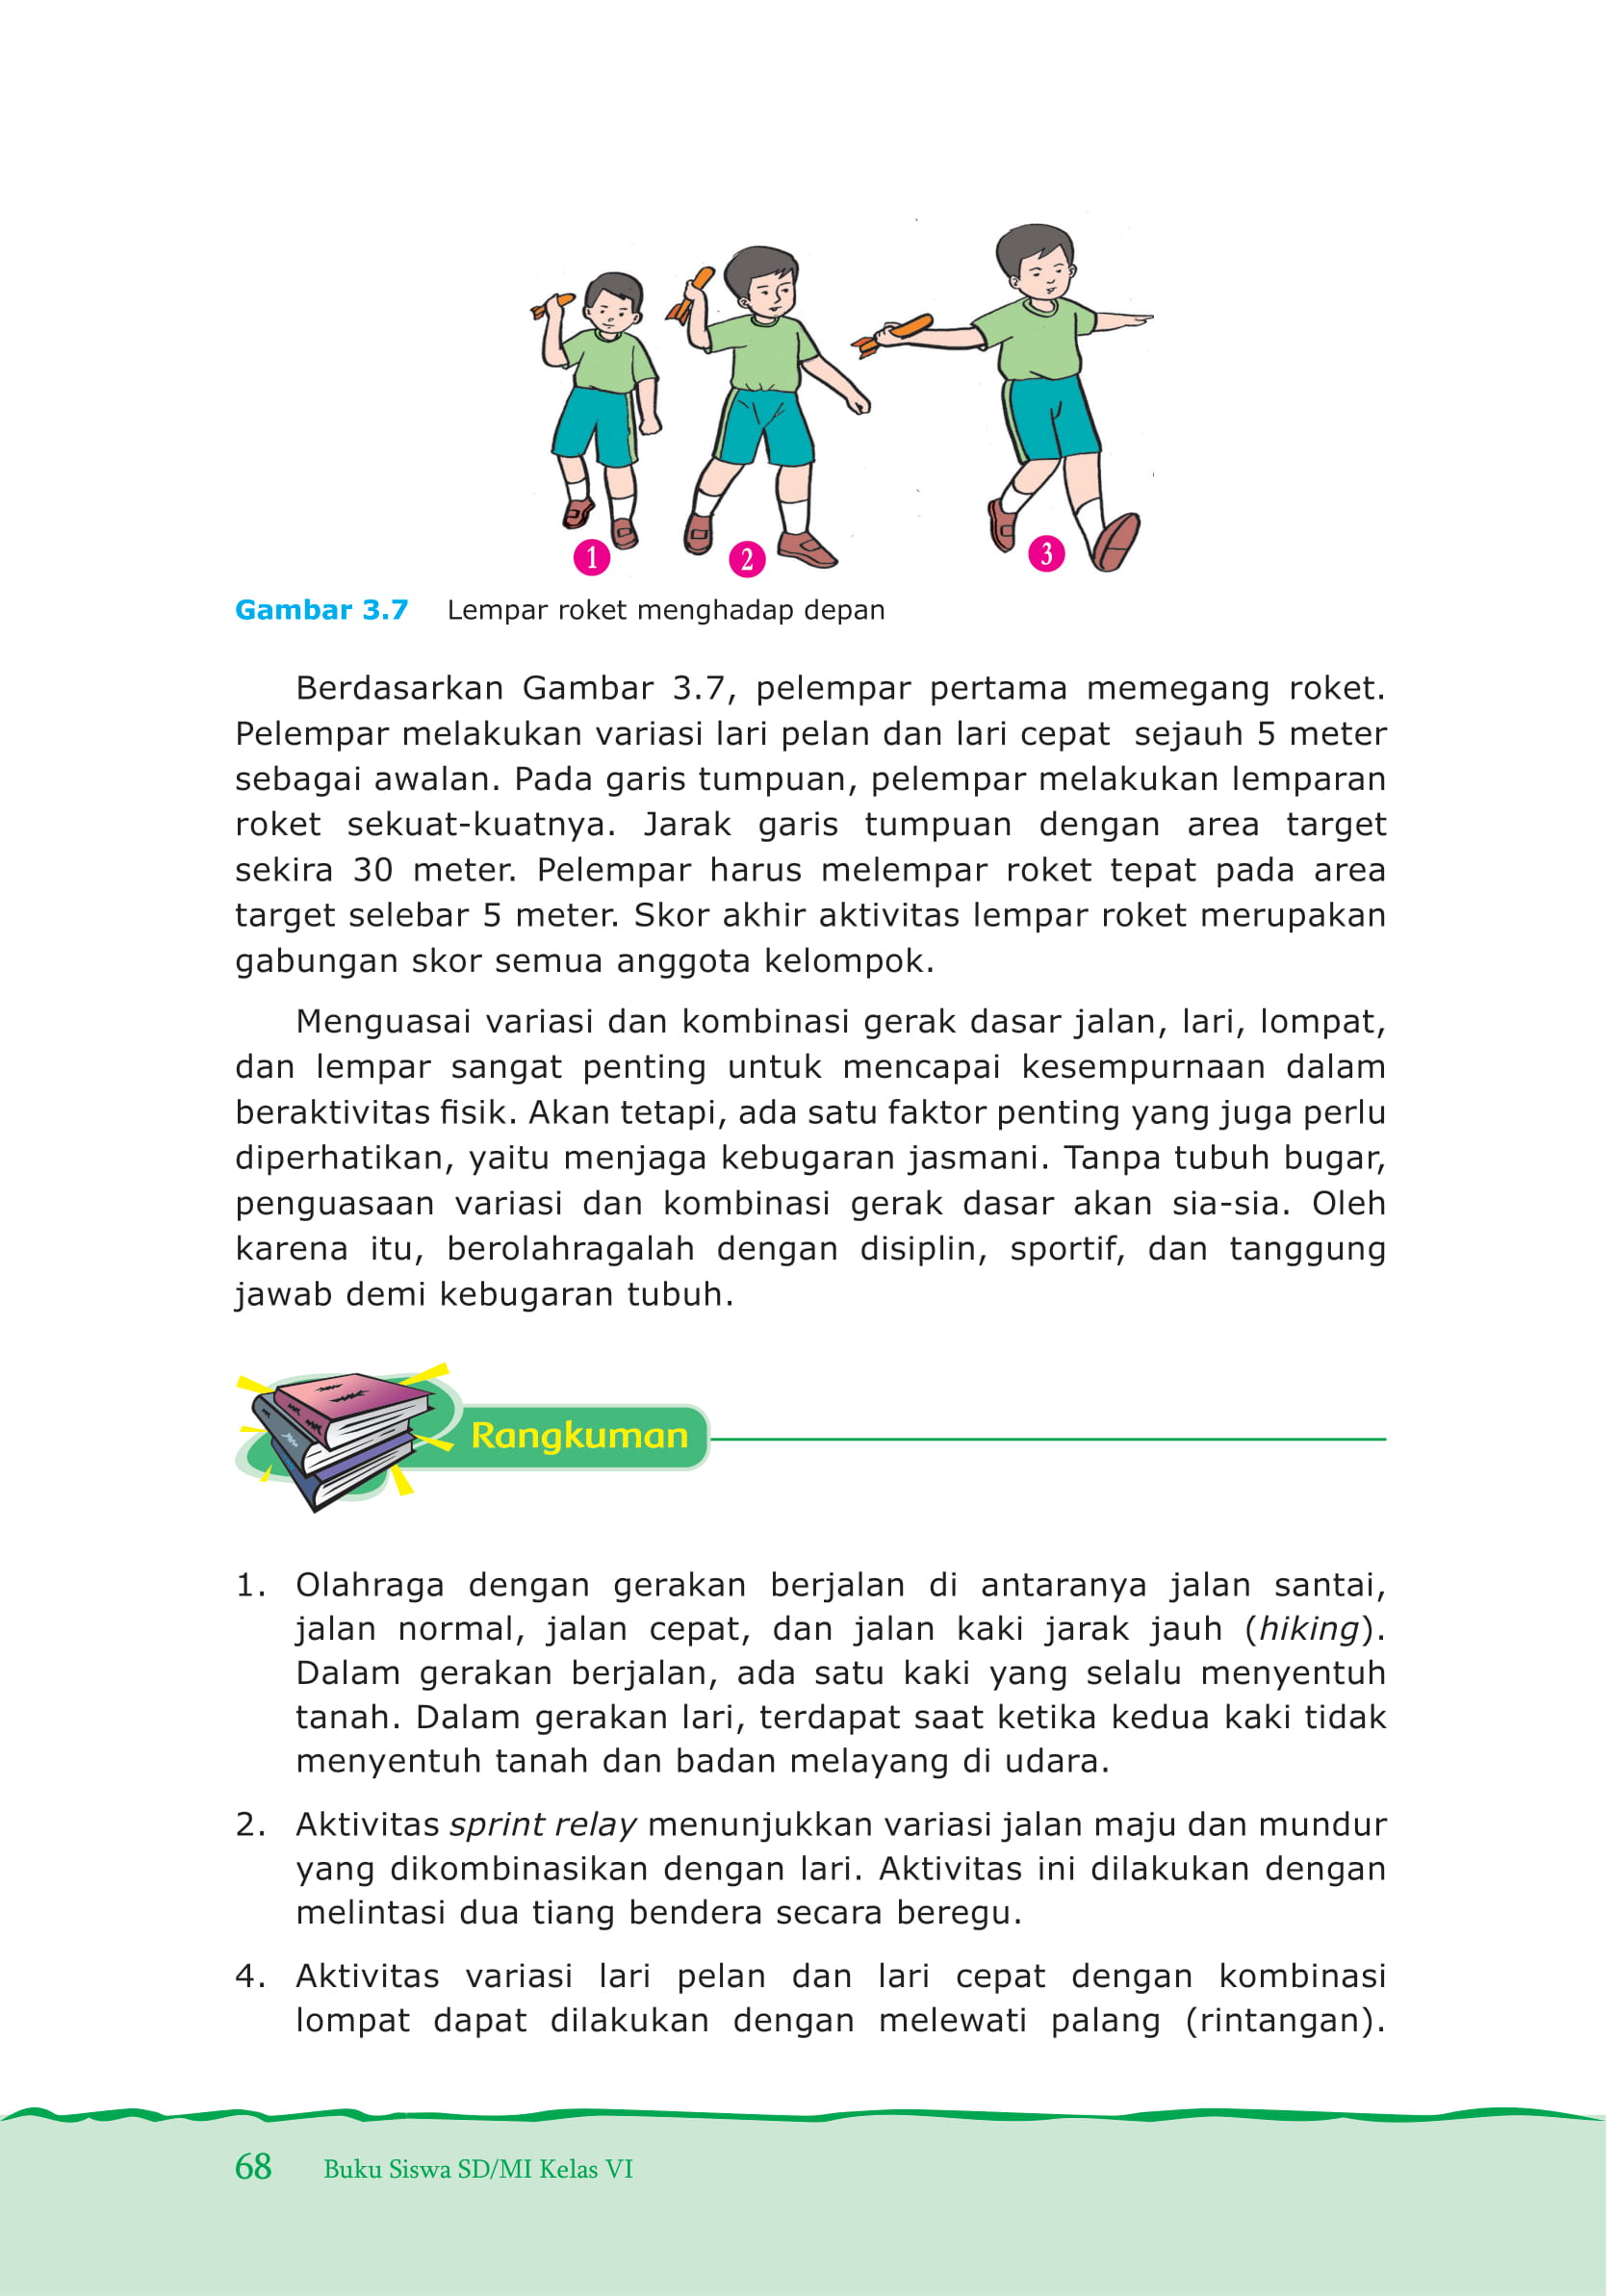 1
2
3
Gambar 3.7 Lempar roket menghadap depan
Berdasarkan Gambar 3.7, pelempar pertama memegang roket.
Pelempar melakukan variasi lari pelan dan lari cepat sejauh 5 meter
sebagai awalan. Pada garis tumpuan, pelempar melakukan lemparan
roket sekuat-kuatnya. Jarak garis tumpuan dengan area target
sekira 30 meter. Pelempar harus melempar roket tepat pada area
target selebar 5 meter. Skor akhir aktivitas lempar roket merupakan
gabungan skor semua anggota kelompok.
Menguasai variasi dan kombinasi gerak dasar jalan, lari, lompat,
dan lempar sangat penting untuk mencapai kesempurnaan dalam
beraktivitas fisik. Akan tetapi, ada satu faktor penting yang juga perlu
diperhatikan, yaitu menjaga kebugaran jasmani. Tanpa tubuh bugar,
penguasaan variasi dan kombinasi gerak dasar akan sia-sia. Oleh
karena itu, berolahragalah dengan disiplin, sportif, dan tanggung
jawab demi kebugaran tubuh.
Rangkuman
1. Olahraga dengan gerakan berjalan di antaranya jalan santai,
jalan normal, jalan cepat, dan jalan kaki jarak jauh (hiking).
Dalam gerakan berjalan, ada satu kaki yang selalu menyentuh
tanah. Dalam gerakan lari, terdapat saat ketika kedua kaki tidak
menyentuh tanah dan badan melayang di udara.
2. Aktivitas sprint relay menunjukkan variasi jalan maju dan mundur
yang dikombinasikan dengan lari. Aktivitas ini dilakukan dengan
melintasi dua tiang bendera secara beregu.
4. Aktivitas variasi lari pelan dan lari cepat dengan kombinasi
lompat dapat dilakukan dengan melewati palang (rintangan).
68 Buku Siswa SD/MI Kelas VI